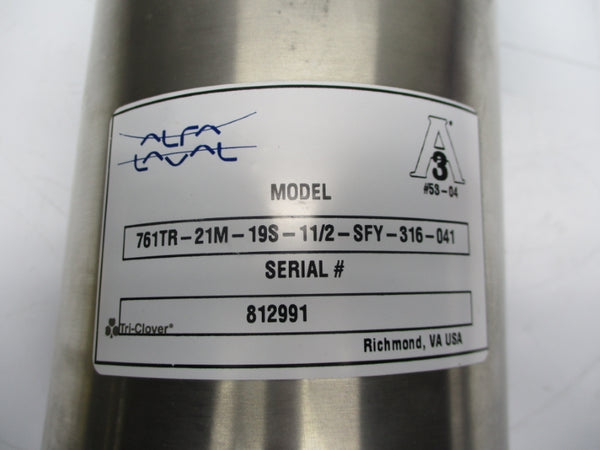 ALFA
LAVAL
A
3
#53-04
MODEL
761TR-21M-19S-11/2-SFY-316-041
SERIAL #
812991
Tri-Clover®
Richmond, VA USA